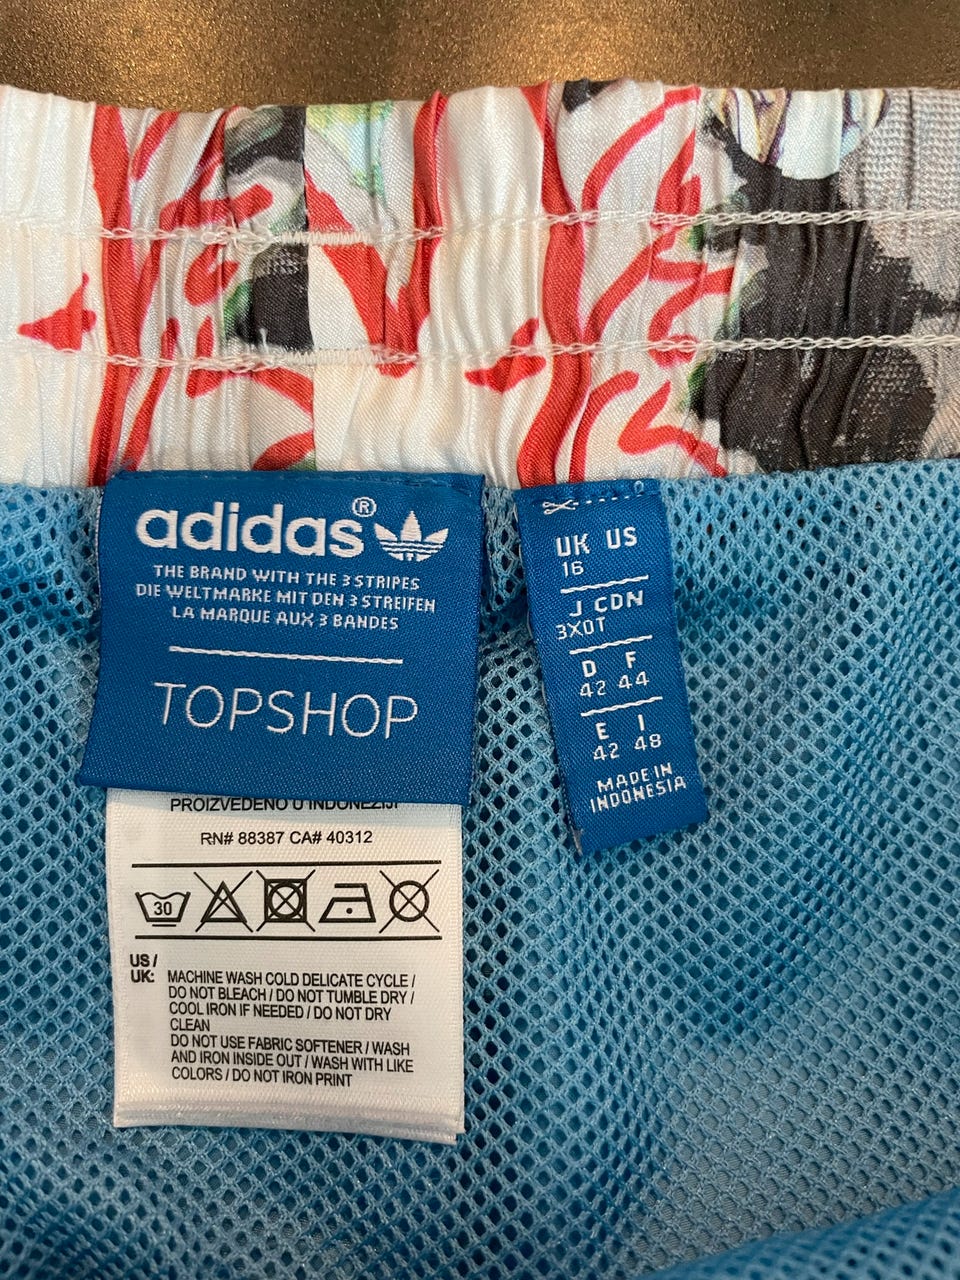 adidas®
THE BRAND WITH THE 3 STRIPES
DIE WELTMARKE MIT DEN 3 STREIFEN
LA MARQUE AUX 3 BANDES
TOPSHOP
PROIZVEDENO U INDONEZIJI
RN# 88387 CA# 40312
30
US /
UK:
MACHINE WASH COLD DELICATE CYCLE /
DO NOT BLEACH / DO NOT TUMBLE DRY /
COOL IRON IF NEEDED / DO NOT DRY
CLEAN
DO NOT USE FABRIC SOFTENER / WASH
AND IRON INSIDE OUT / WASH WITH LIKE
COLORS / DO NOT IRON PRINT
UK US
16
J CDN
3XOT
D F
42 44
E I
42 48
MADE IN
INDONESIA